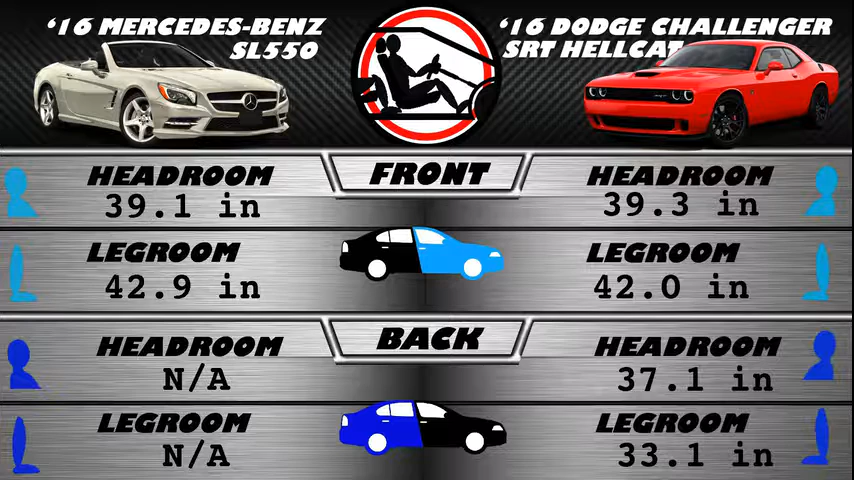 ‘16 MERCEDES-BENZ
SL550
‘16 DODGE CHALLENGER
SRT HELLCAT
FRONT
HEADROOM
39.1 in
HEADROOM
39.3 in
LEGROOM
42.9 in
LEGROOM
42.0 in
BACK
HEADROOM
N/A
HEADROOM
37.1 in
LEGROOM
N/A
LEGROOM
33.1 in